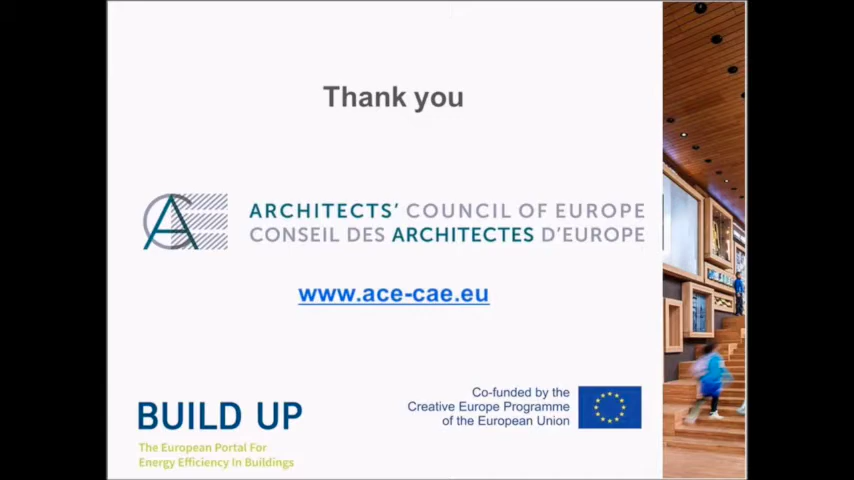 Thank you
ARCHITECTS' COUNCIL OF EUROPE
CONSEIL DES ARCHITECTES D'EUROPE
www.ace-cae.eu
BUILD UP
The European Portal For
Energy Efficiency In Buildings
Co-funded by the
Creative Europe Programme
of the European Union